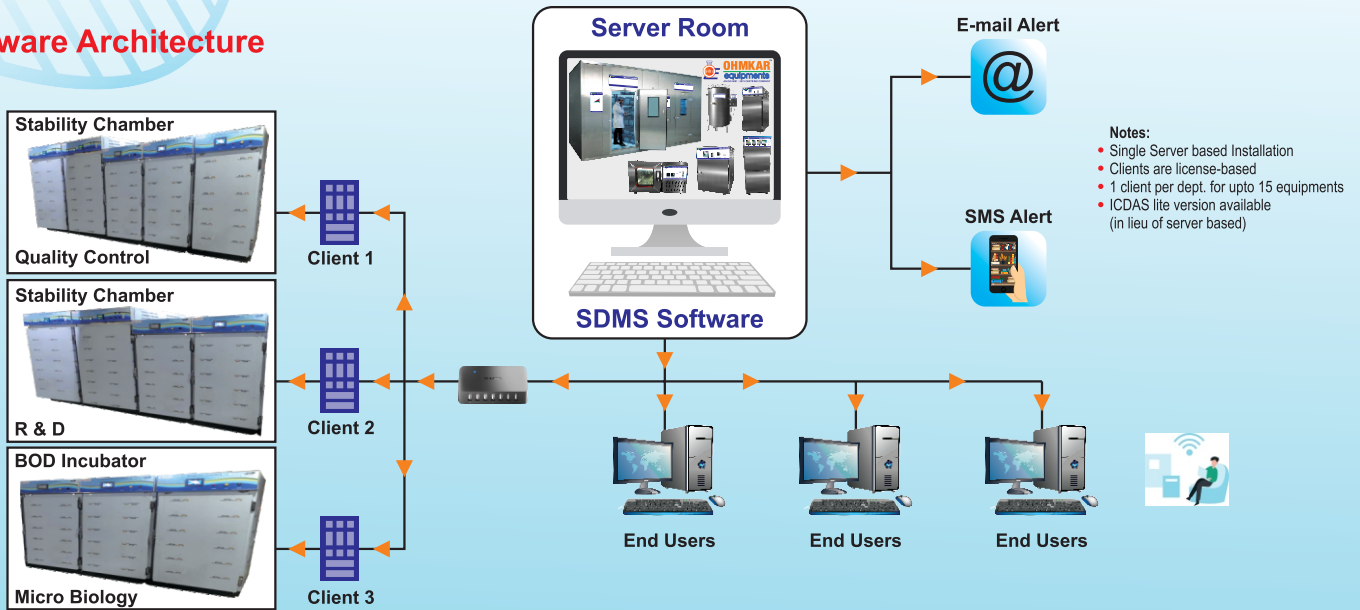 ware Architecture
Stability Chamber
Quality Control
Stability Chamber
R & D
BOD Incubator
Micro Biology
Client 1
Client 2
Client 3
Server Room
OHMKAR
equipments
SDMS Software
E-mail Alert
@
SMS Alert
End Users
End Users
End Users
Notes:
• Single Server based Installation
• Clients are license-based
• 1 client per dept. for upto 15 equipments
• ICDAS lite version available
(in lieu of server based)